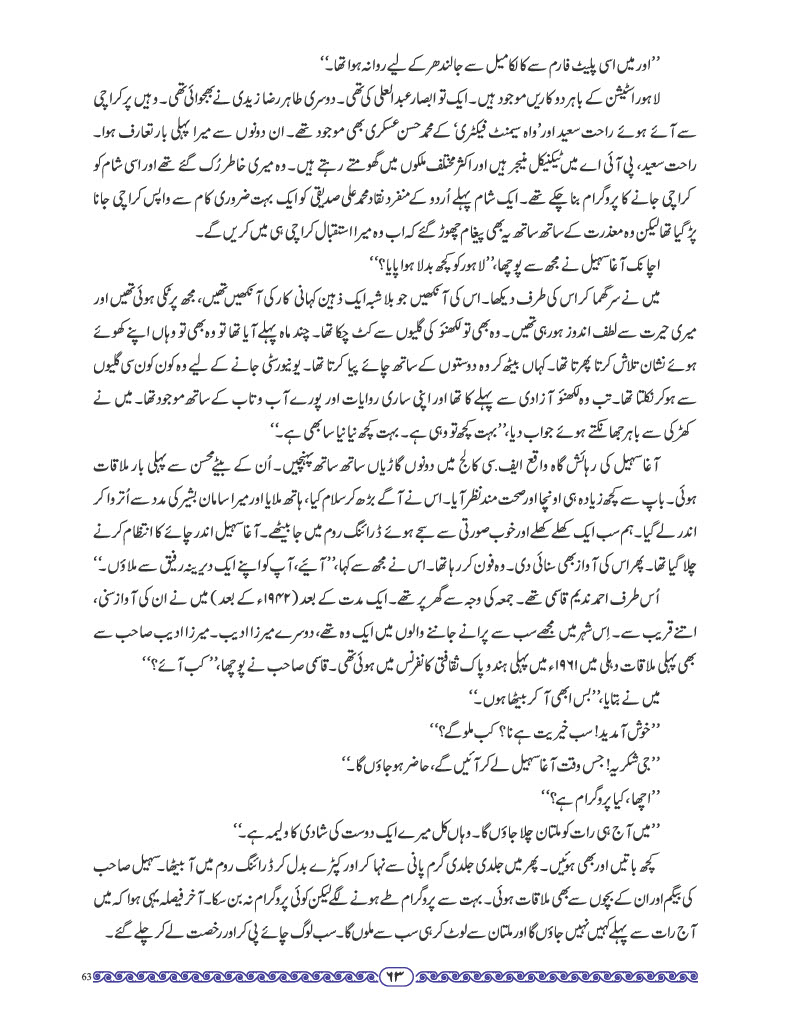 ’’اور میں اسی پلیٹ فارم سے کالکا میل سے جالندھر کے لیے روانہ ہوا تھا۔‘‘
لاہور اسٹیشن کے باہر دو کاریں موجود ہیں۔ ایک تو ابصار عبدالعلی کی تھی۔ دوسری طاہر رضا زیدی نے بھجوائی تھی۔ وہیں پر کراچی
سے آئے ہوئے راحت سعید اور ’واہ سیمنٹ فیکٹری‘ کے محمد حسن عسکری بھی موجود تھے۔ ان دونوں سے میرا پہلی بار تعارف ہوا۔
راحت سعید، پی آئی اے میں ٹیکنیکل منیجر ہیں اور اکثر مختلف ملکوں میں گھومتے رہتے ہیں۔ وہ میری خاطر رُک گئے تھے اور اسی شام کو
کراچی جانے کا پروگرام بنا چکے تھے۔ ایک شام پہلے اُردو کے منفرد نقاد محمد علی صدیقی کو ایک بہت ضروری کام سے واپس کراچی جانا
پڑ گیا تھا لیکن وہ معذرت کے ساتھ ساتھ یہ بھی پیغام چھوڑ گئے کہ اب وہ میرا استقبال کراچی ہی میں کریں گے۔
اچانک آغا سہیل نے مجھ سے پوچھا، ’’لاہور کو کچھ بدلا ہوا پایا؟‘‘
میں نے سر گھما کر اس کی طرف دیکھا۔ اس کی آنکھیں جو بلا شبہ ایک ذہین کہانی کار کی آنکھیں تھیں، مجھ پر ٹکی ہوئی تھیں اور
میری حیرت سے لطف اندوز ہو رہی تھیں۔ وہ بھی تو لکھنؤ کی گلیوں سے کٹ چکا تھا۔ چند ماہ پہلے آیا تھا تو وہ بھی تو وہاں اپنے کھوئے
ہوئے نشان تلاش کرتا پھرتا تھا۔ کہاں بیٹھ کر وہ دوستوں کے ساتھ چائے پیا کرتا تھا۔ یونیورسٹی جانے کے لیے وہ کون کون سی گلیوں
سے ہو کر نکلتا تھا۔ تب وہ لکھنؤ آزادی سے پہلے کا تھا اور اپنی ساری روایات اور پورے آب و تاب کے ساتھ موجود تھا۔ میں نے
کھڑکی سے باہر جھانکتے ہوئے جواب دیا، ’’بہت کچھ تو وہی ہے۔ بہت کچھ نیا نیا سا بھی ہے۔‘‘
آغا سہیل کی رہائش گاہ واقع ایف۔سی کالج میں دونوں گاڑیاں ساتھ ساتھ پہنچیں۔ اُن کے بیٹے محسن سے پہلی بار ملاقات
ہوئی۔ باپ سے کچھ زیادہ ہی اونچا اور صحت مند نظر آیا۔ اس نے آگے بڑھ کر سلام کیا، ہاتھ ملایا اور میرا سامان بشیر کی مدد سے اُتروا کر
اندر لے گیا۔ ہم سب ایک کھلے کھلے اور خوب صورتی سے سجے ہوئے ڈرائنگ روم میں جا بیٹھے۔ آغا سہیل اندر چائے کا انتظام کرنے
چلا گیا تھا۔ پھر اس کی آواز بھی سنائی دی۔ وہ فون کر رہا تھا۔ اس نے مجھ سے کہا، ’’آئیے، آپ کو اپنے ایک دیرینہ رفیق سے ملاؤں۔‘‘
اُس طرف احمد ندیم قاسمی تھے۔ جمعہ کی وجہ سے گھر پر تھے۔ ایک مدت کے بعد (۱۹۴۲ء کے بعد) میں نے ان کی آواز سنی،
اتنے قریب سے۔ اِس شہر میں مجھے سب سے پرانے جاننے والوں میں ایک وہ تھے، دوسرے میرزا ادیب۔ میرزا ادیب صاحب سے
بھی پہلی ملاقات دہلی میں ۱۹۶۱ء میں پہلی ہند و پاک ثقافتی کانفرنس میں ہوئی تھی۔ قاسمی صاحب نے پوچھا، ’’کب آئے؟‘‘
میں نے بتایا، ’’بس ابھی آ کر بیٹھا ہوں۔‘‘
’’خوش آمدید! سب خیریت ہے نا؟ کب ملو گے؟‘‘
’’جی شکریہ! جس وقت آغا سہیل لے کر آئیں گے، حاضر ہو جاؤں گا۔‘‘
’’اچھا، کیا پروگرام ہے؟‘‘
’’میں آج ہی رات کو ملتان چلا جاؤں گا۔ وہاں کل میرے ایک دوست کی شادی کا ولیمہ ہے۔‘‘
کچھ باتیں اور بھی ہوئیں۔ پھر میں جلدی جلدی گرم پانی سے نہا کر اور کپڑے بدل کر ڈرائنگ روم میں آ بیٹھا۔ سہیل صاحب
کی بیگم اور ان کے بچوں سے بھی ملاقات ہوئی۔ بہت سے پروگرام طے ہونے لگے لیکن کوئی پروگرام نہ بن سکا۔ آخر فیصلہ یہی ہوا کہ میں
آج رات سے پہلے کہیں نہیں جاؤں گا اور ملتان سے لوٹ کر ہی سب سے ملوں گا۔ سب لوگ چائے پی کر اور رخصت لے کر چلے گئے۔
۶۳
63